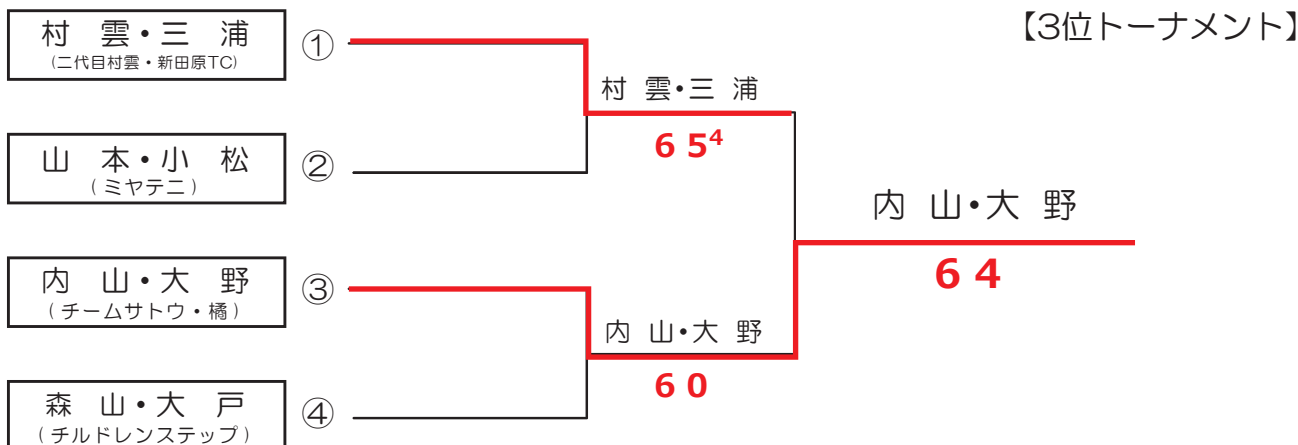 【3位トーナメント】
村 雲・三 浦
(二代目村雲・新田原TC)
①
村 雲・三 浦
6 5⁴
山 本・小 松
(ミヤテニ)
②
内 山・大 野
6 4
内 山・大 野
(チームサトウ・橘)
③
内 山・大 野
6 0
森 山・大 戸
(チルドレンステップ)
④